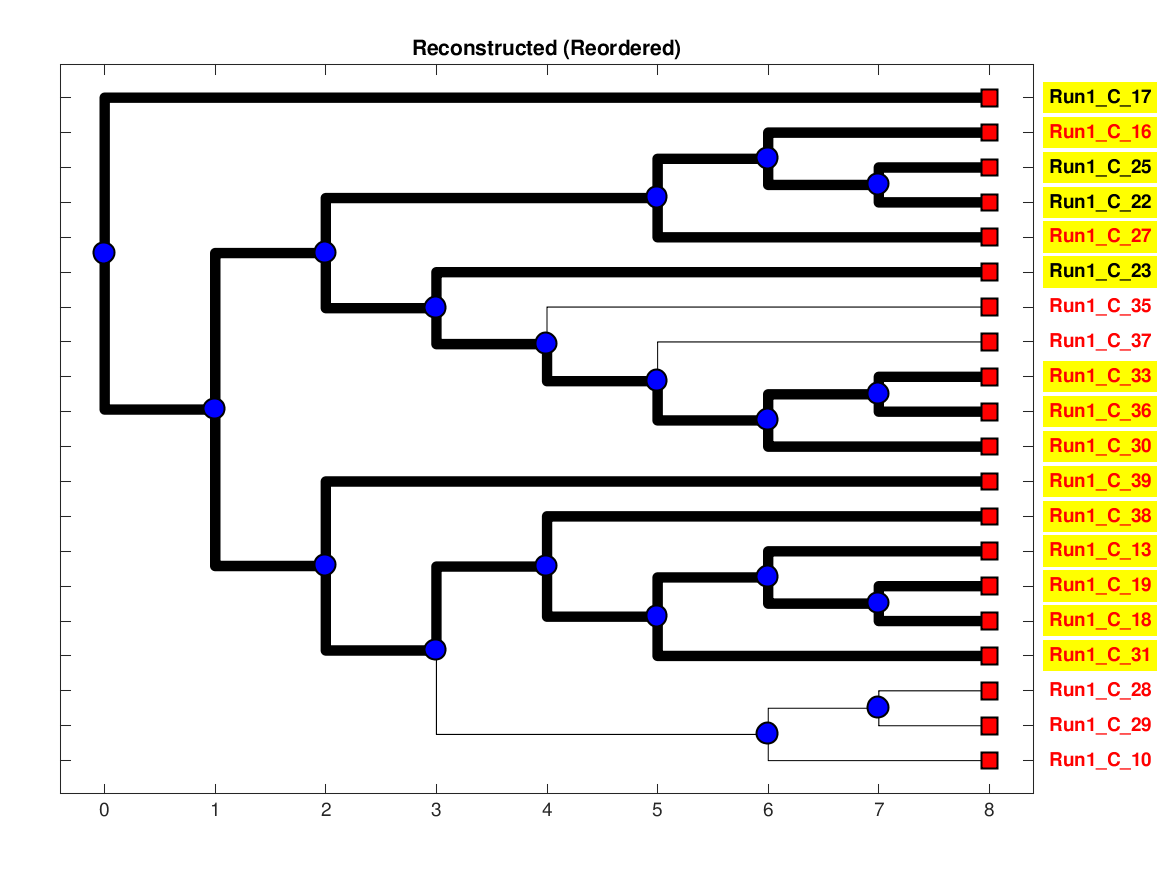 Reconstructed (Reordered)
Run1_C_17
Run1_C_16
Run1_C_25
Run1_C_22
Run1_C_27
Run1_C_23
Run1_C_35
Run1_C_37
Run1_C_33
Run1_C_36
Run1_C_30
Run1_C_39
Run1_C_38
Run1_C_13
Run1_C_19
Run1_C_18
Run1_C_31
Run1_C_28
Run1_C_29
Run1_C_10
0 1 2 3 4 5 6 7 8